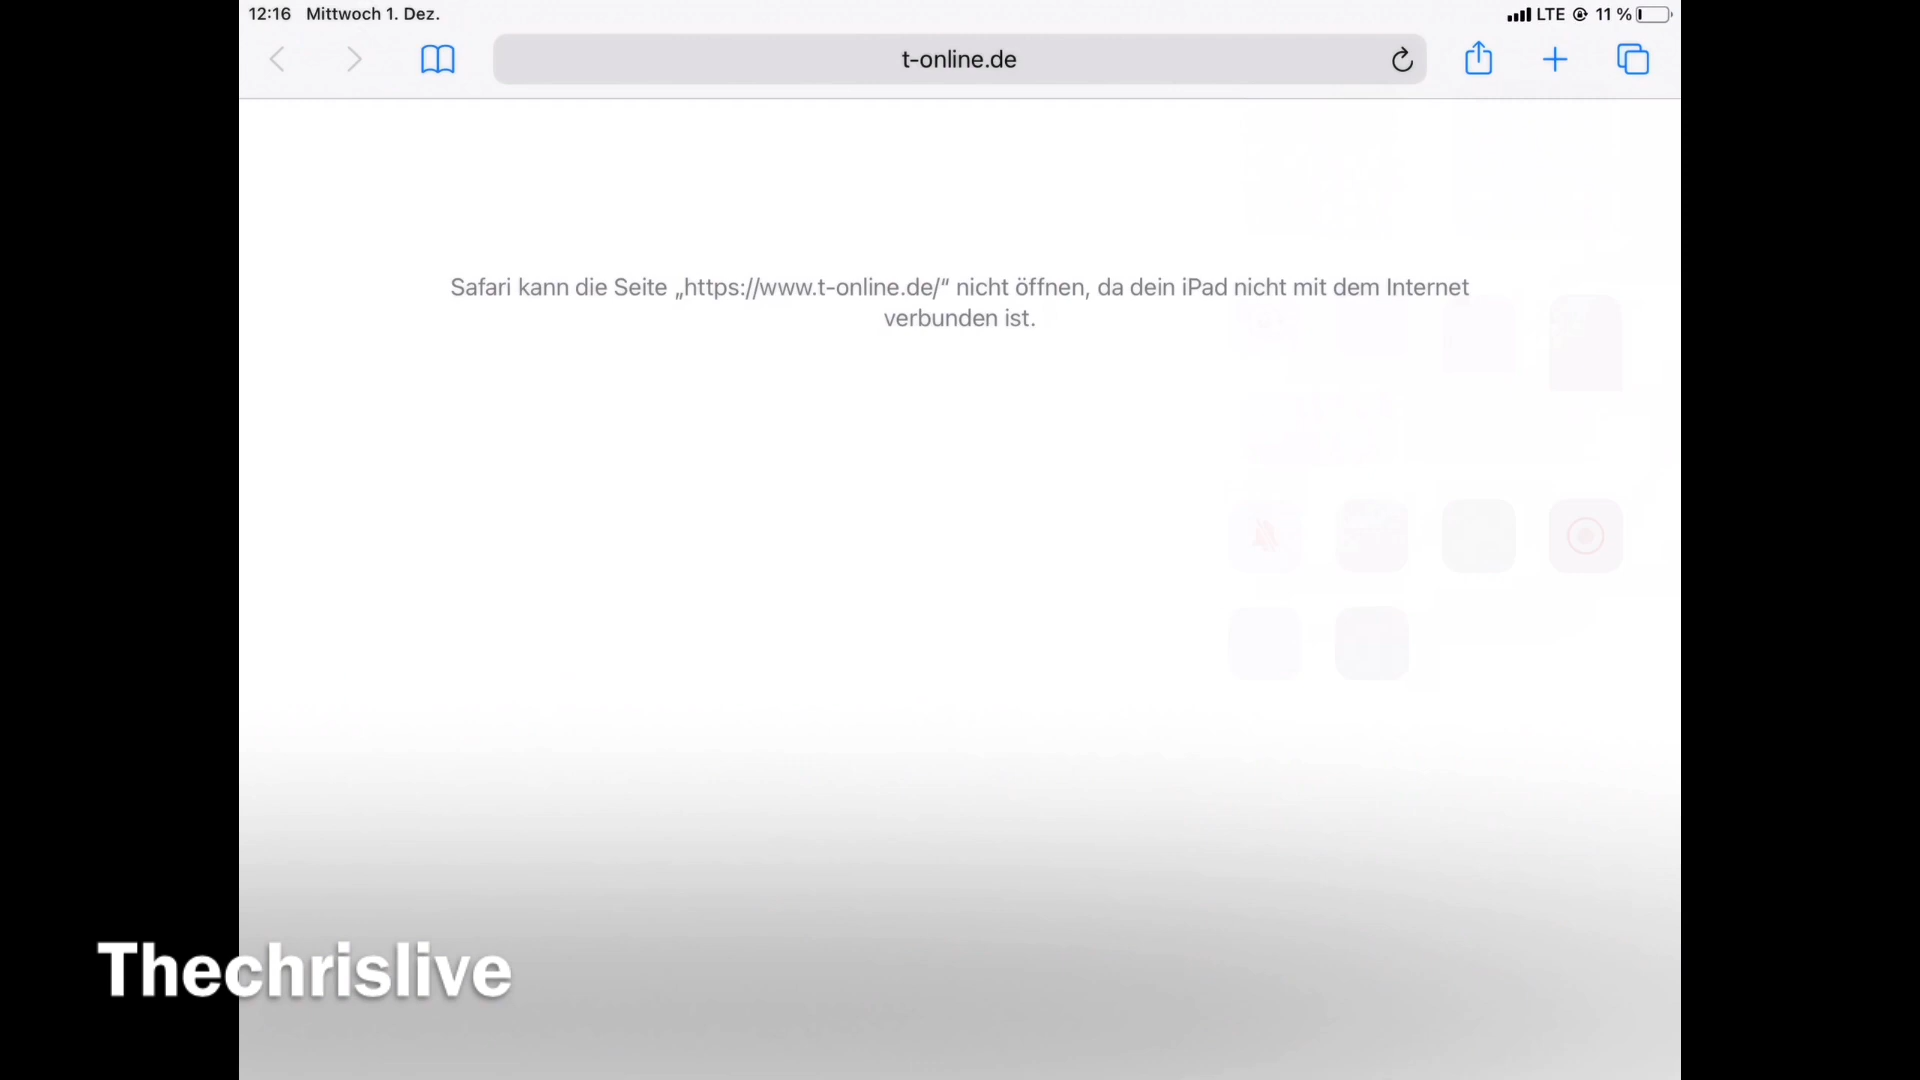 12:16 Mittwoch 1. Dez.
LTE 11 %
t-online.de
Safari kann die Seite „https://www.t-online.de/“ nicht öffnen, da dein iPad nicht mit dem Internet
verbunden ist.
Thechrislive